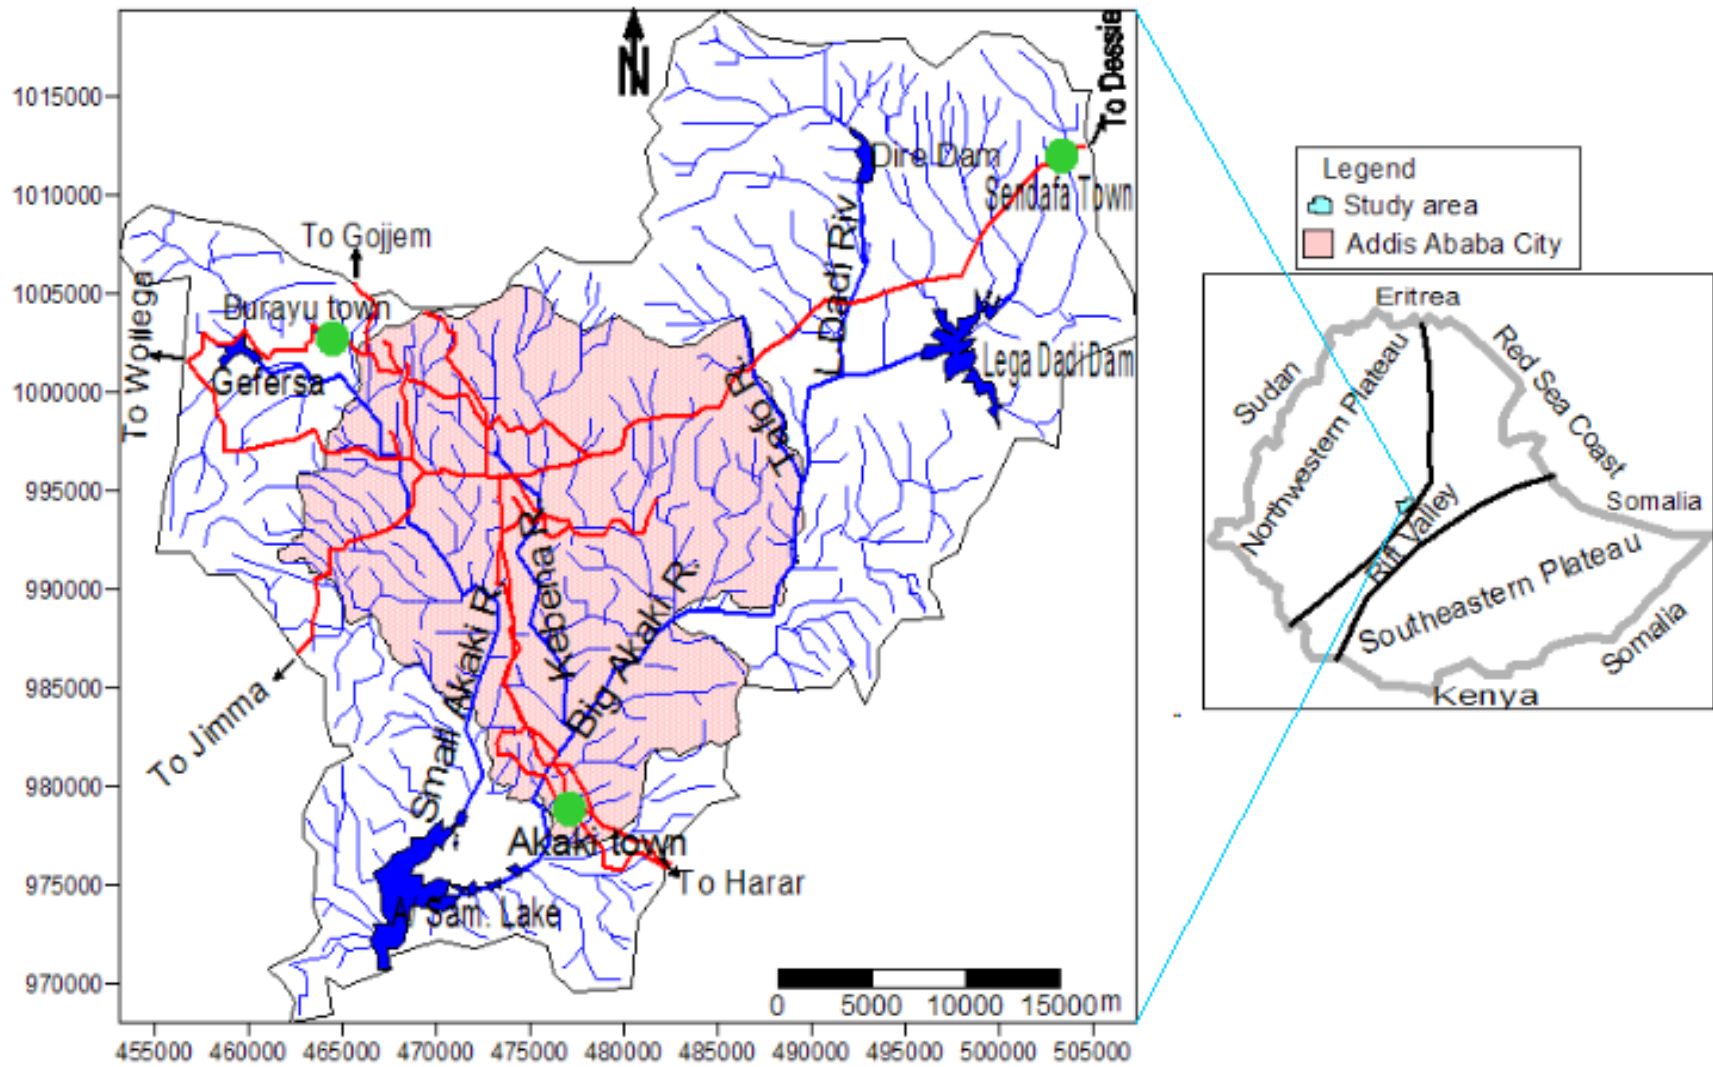 N
To Dessie
1015000
1010000
1005000
1000000
995000
990000
985000
980000
975000
970000
Dire Dam
Sendafa Town
To Gojjem
To Wollega
Burayu town
Gefersa
L. Dadi Riv.
Lega Dadi Dam
Lafo R.
Kebena R.
Small Akaki R.
Big Akaki R.
To Jimma
Akaki town
To Harar
A/ Sam. Lake
0 5000 10000 15000 m
455000 460000 465000 470000 475000 480000 485000 490000 495000 500000 505000
Legend
Study area
Addis Ababa City
Eritrea
Red Sea Coast
Sudan
Northwestern Plateau
Somalia
Rift Valley
Southeastern Plateau
Somalia
Kenya